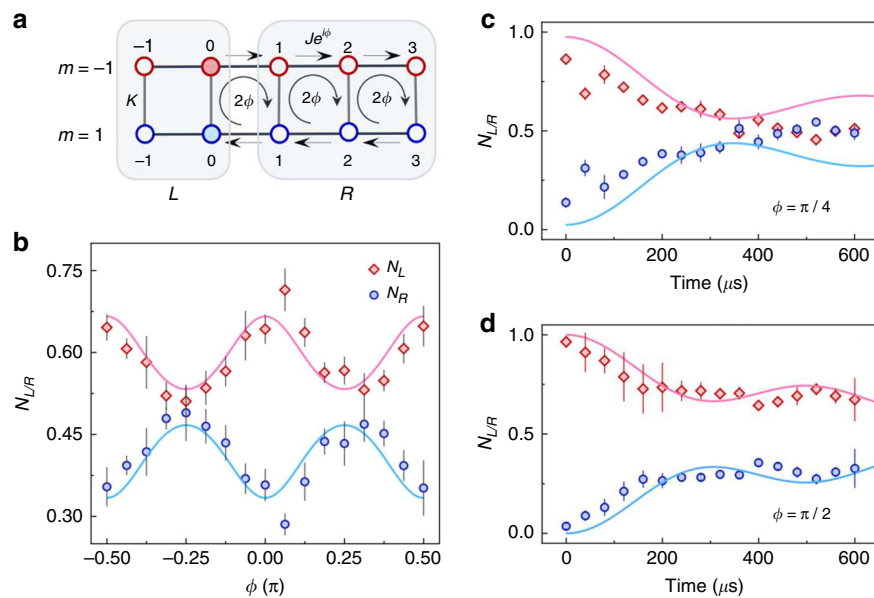 a
−1 0 1 Je^{iϕ} 2 3
m = −1
K 2ϕ 2ϕ 2ϕ
m = 1
−1 0 1 2 3
L R
b
N_{L/R}
0.75
0.60
0.45
0.30
N_L
N_R
−0.50 −0.25 0.00 0.25 0.50
ϕ (π)
c
N_{L/R}
1.0
0.5
0.0
ϕ = π / 4
0 200 400 600
Time (μs)
d
N_{L/R}
1.0
0.5
0.0
ϕ = π / 2
0 200 400 600
Time (μs)